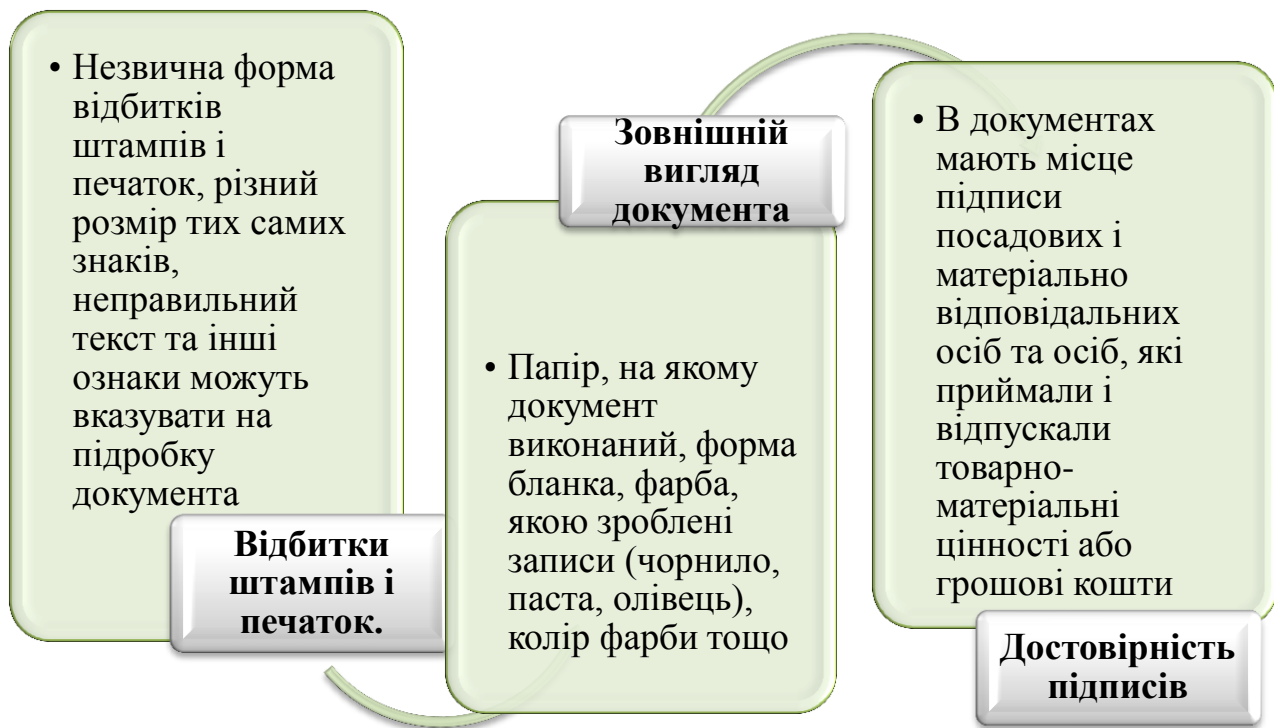 • Незвична форма
відбитків
штампів і
печаток, різний
розмір тих самих
знаків,
неправильний
текст та інші
ознаки можуть
вказувати на
підробку
документа
Відбитки
штампів і
печаток.
Зовнішній
вигляд
документа
• Папір, на якому
документ
виконаний, форма
бланка, фарба,
якою зроблені
записи (чорнило,
паста, олівець),
колір фарби тощо
• В документах
мають місце
підписи
посадових і
матеріально
відповідальних
осіб та осіб, які
приймали і
відпускали
товарно-
матеріальні
цінності або
грошові кошти
Достовірність
підписів